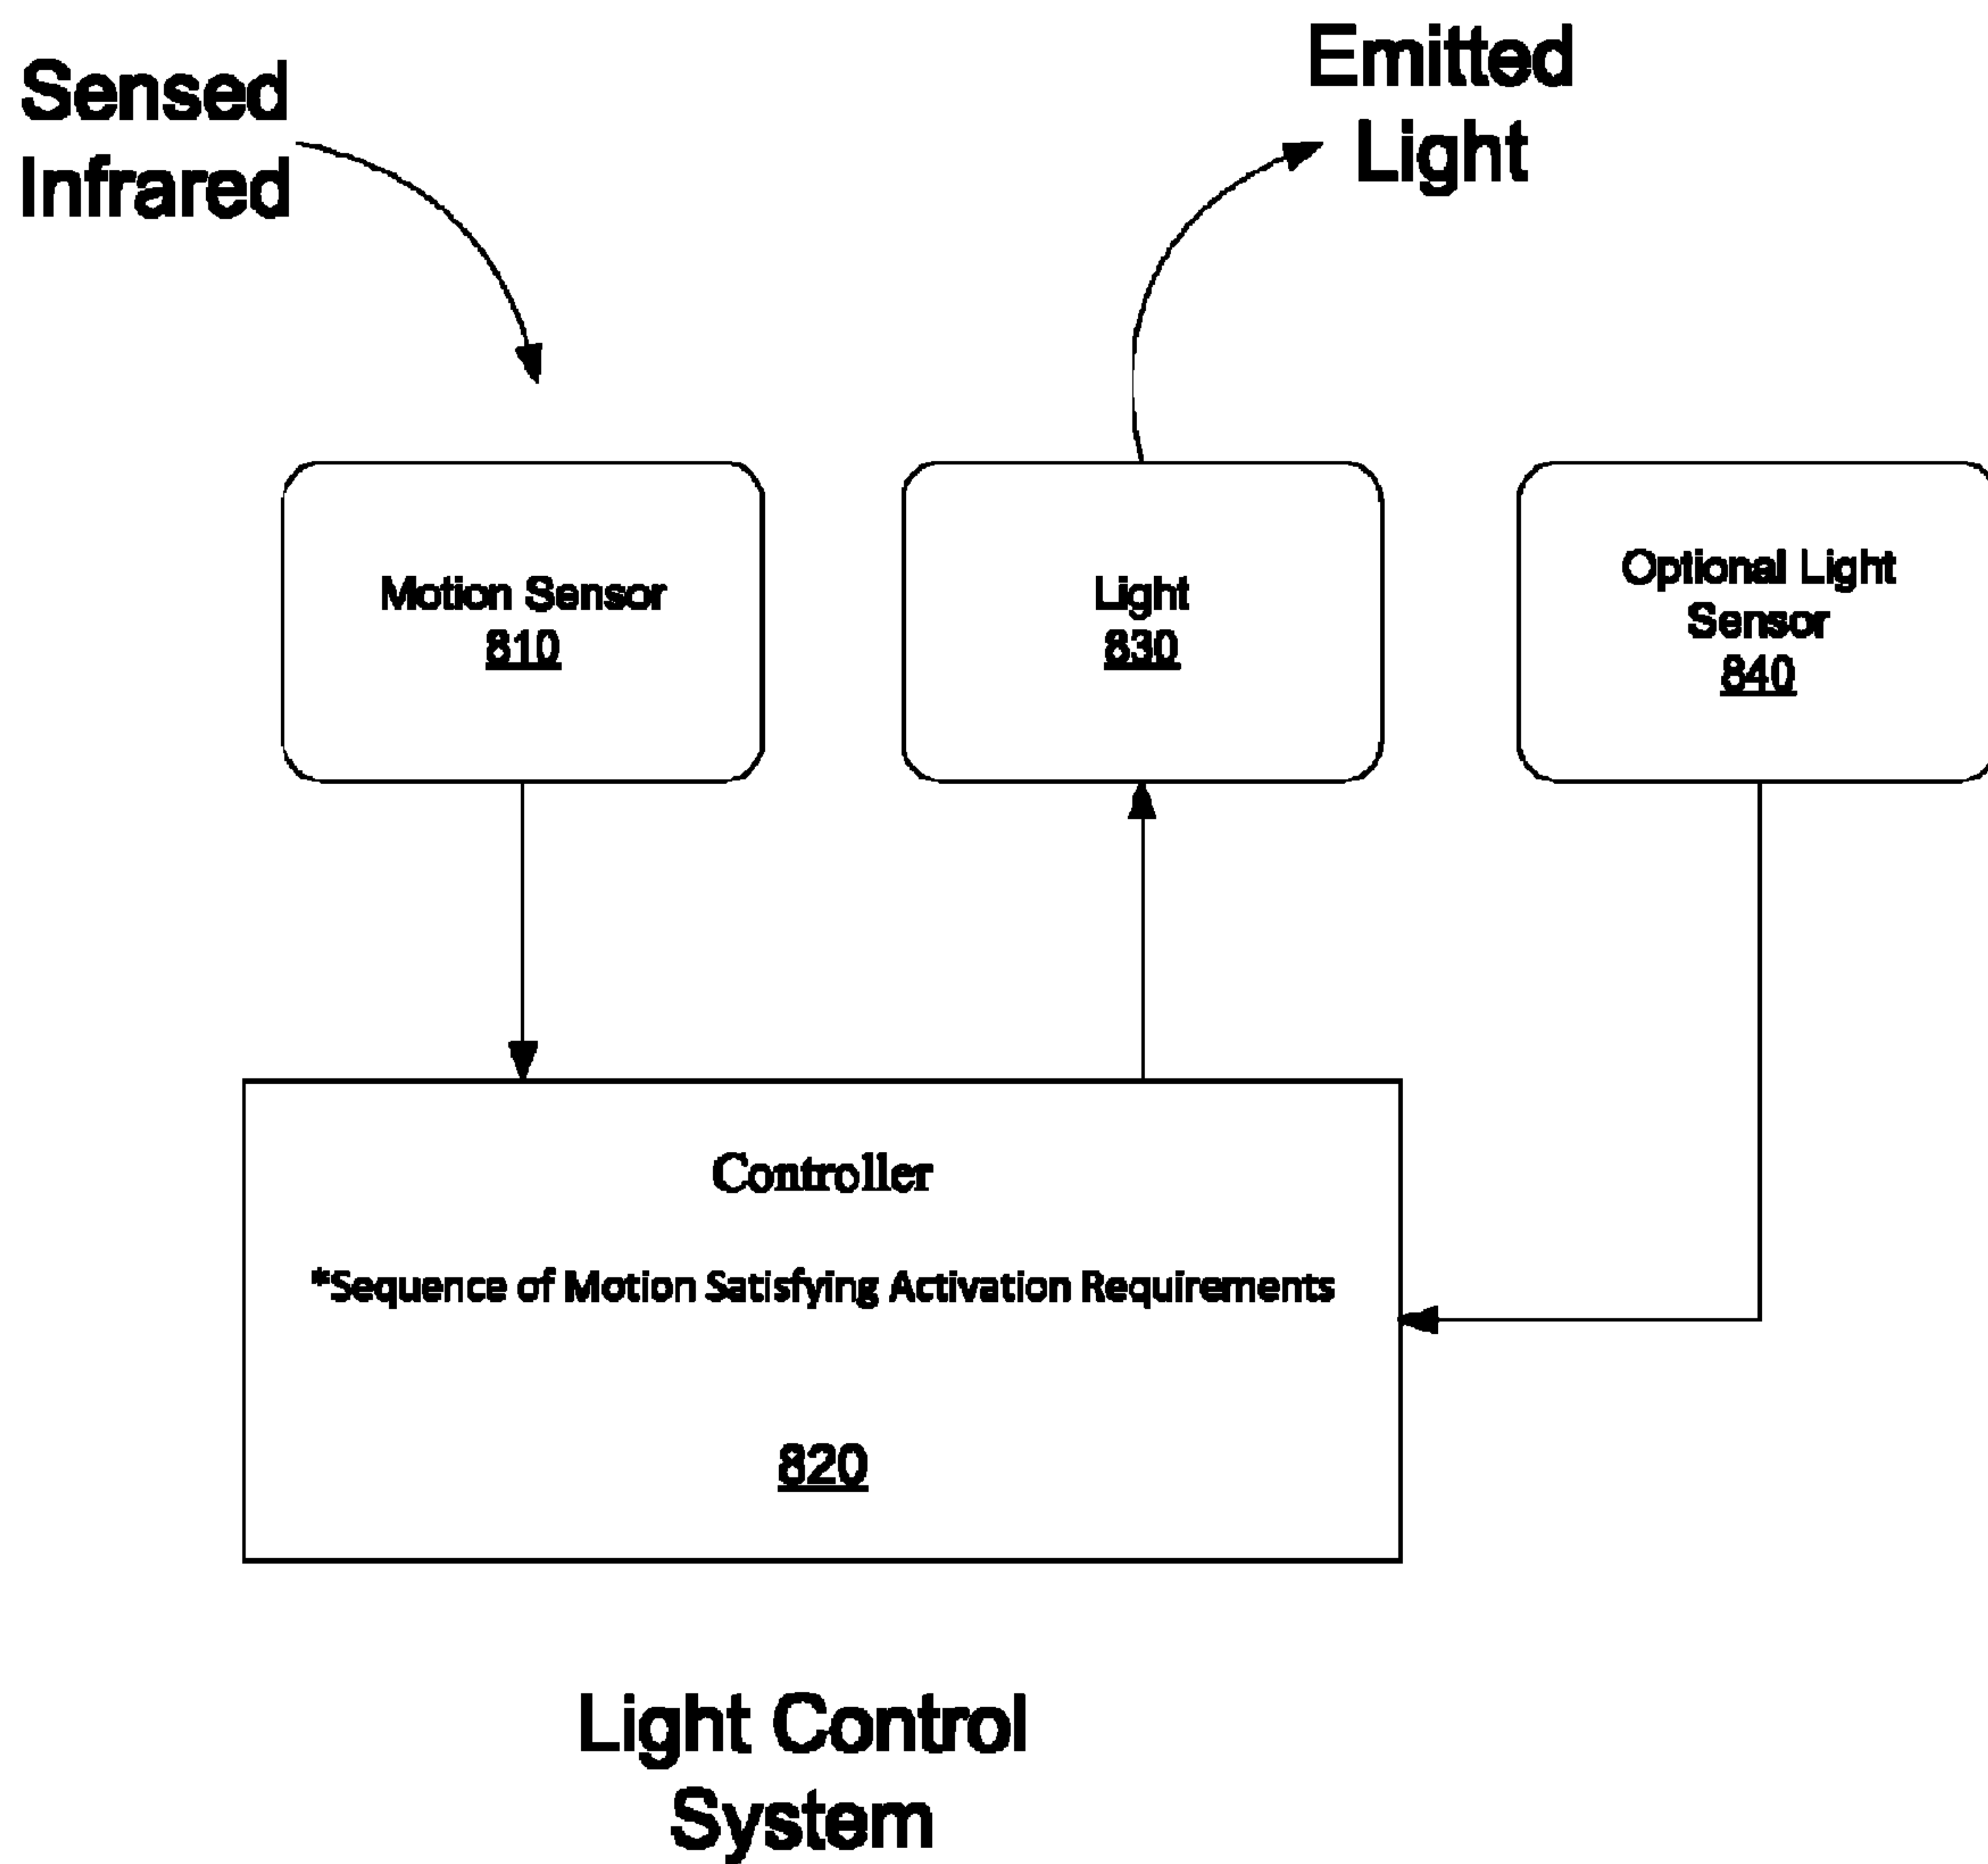 Sensed
Infrared
Emitted
Light
Motion Sensor
810
Light
830
Optional Light
Sensor
840
Controller
*Sequence of Motion Satisfying Activation Requirements
820
Light Control
System